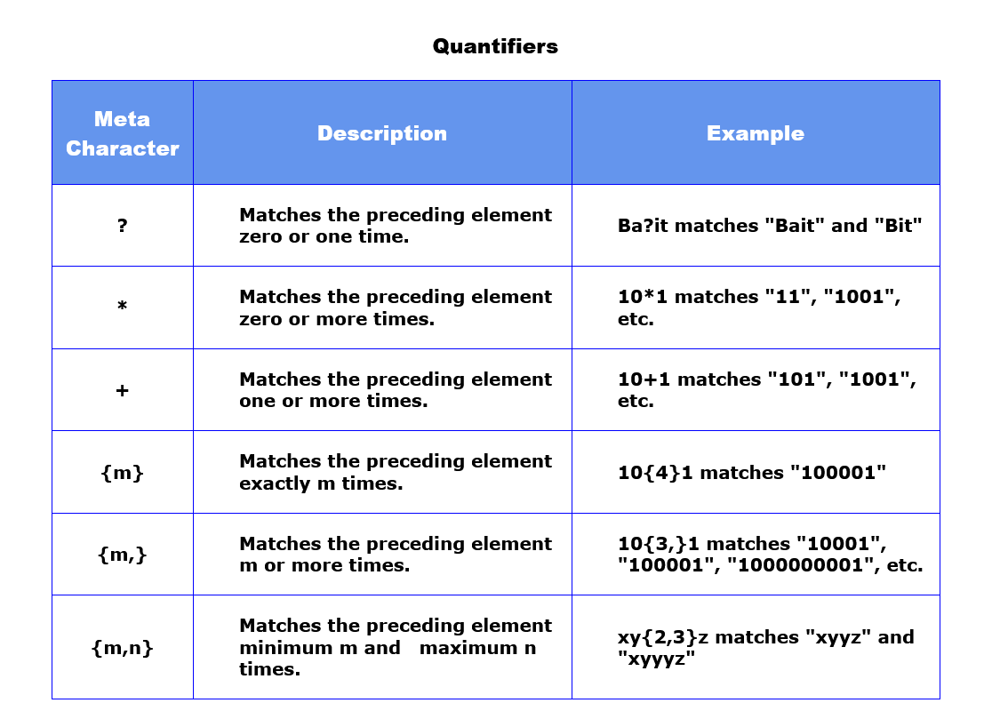 Quantifiers
Meta
Character
Description
Example
?
Matches the preceding element
zero or one time.
Ba?it matches "Bait" and "Bit"
*
Matches the preceding element
zero or more times.
10*1 matches "11", "1001",
etc.
+
Matches the preceding element
one or more times.
10+1 matches "101", "1001",
etc.
{m}
Matches the preceding element
exactly m times.
10{4}1 matches "100001"
{m,}
Matches the preceding element
m or more times.
10{3,}1 matches "10001",
"100001", "1000000001", etc.
{m,n}
Matches the preceding element
minimum m and   maximum n
times.
xy{2,3}z matches "xyyz" and
"xyyyz"